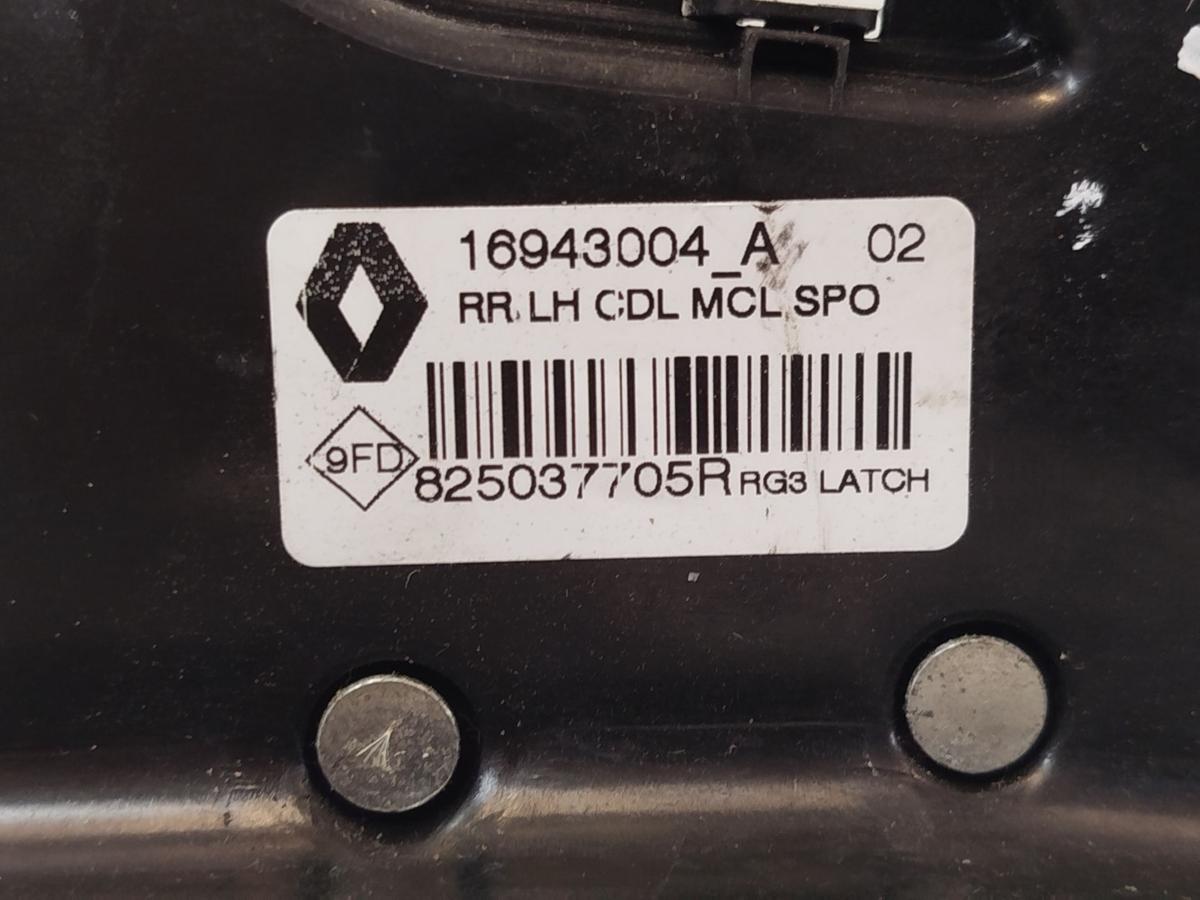 16943004_A 02
RR LH CDL MCL SPO
9FD
825037705R RG3 LATCH